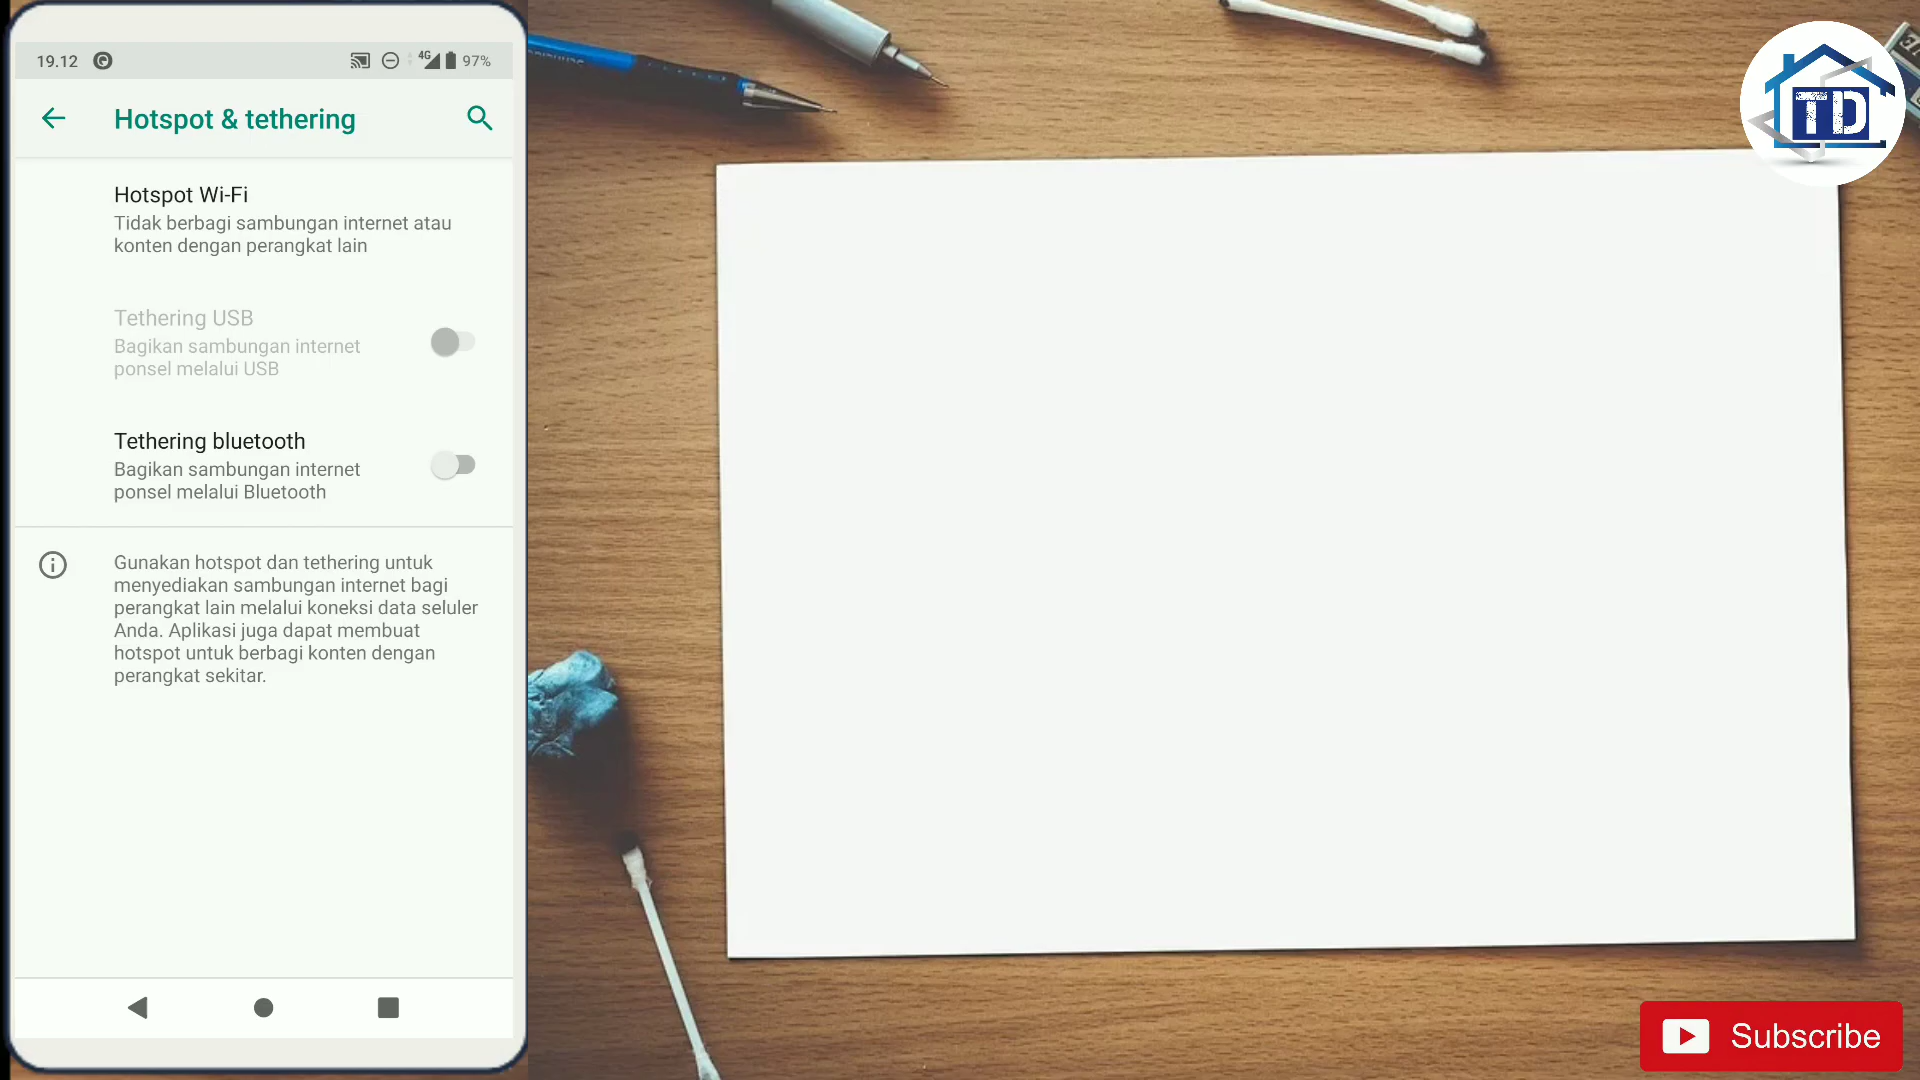 19.12
4G
97%
Hotspot & tethering
Hotspot Wi-Fi
Tidak berbagi sambungan internet atau
konten dengan perangkat lain
Tethering USB
Bagikan sambungan internet
ponsel melalui USB
Tethering bluetooth
Bagikan sambungan internet
ponsel melalui Bluetooth
Gunakan hotspot dan tethering untuk
menyediakan sambungan internet bagi
perangkat lain melalui koneksi data seluler
Anda. Aplikasi juga dapat membuat
hotspot untuk berbagi konten dengan
perangkat sekitar.
TD
Subscribe